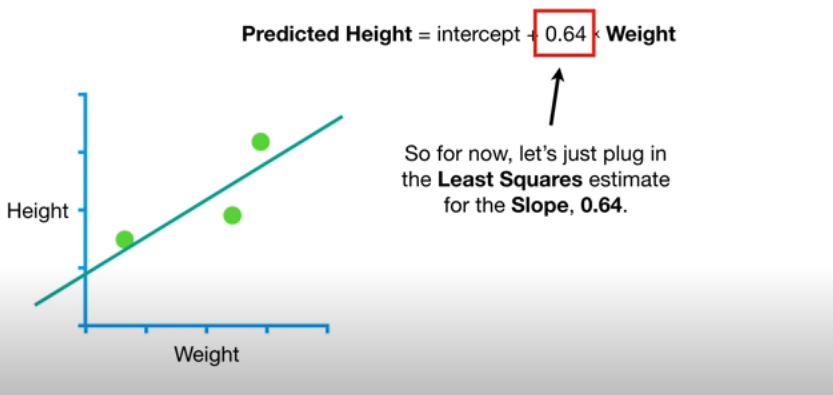 Predicted Height = intercept + 0.64 × Weight
So for now, let's just plug in
the Least Squares estimate
for the Slope, 0.64.
Height
Weight